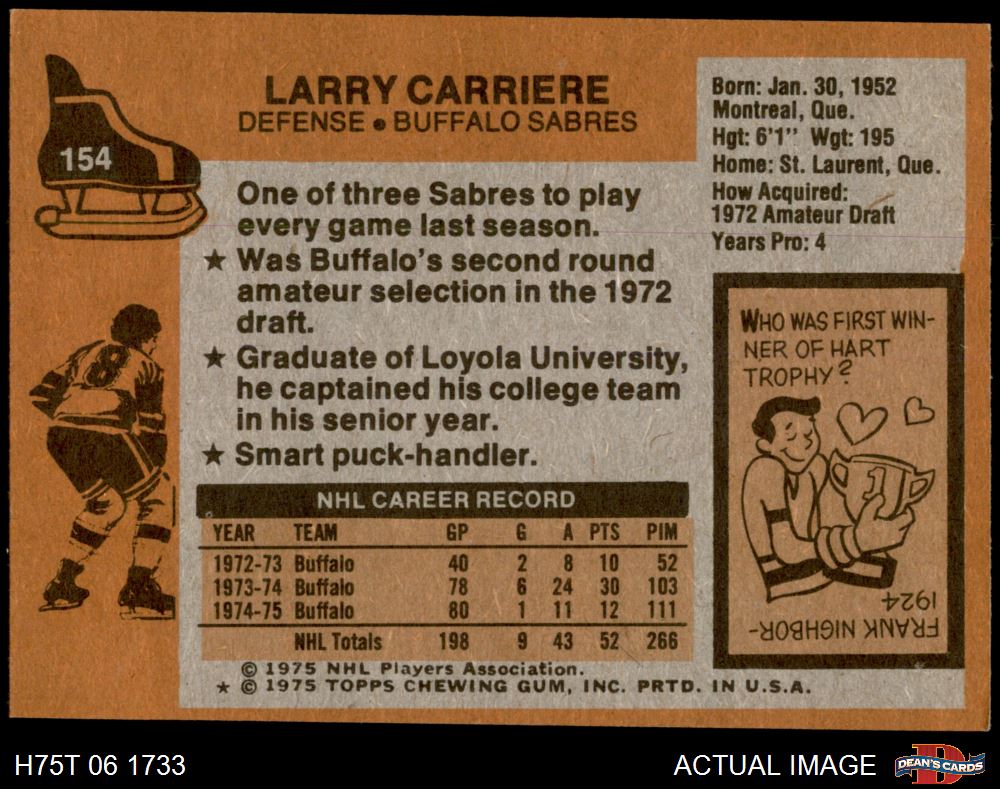 154
LARRY CARRIERE
DEFENSE • BUFFALO SABRES
Born: Jan. 30, 1952
Montreal, Que.
Hgt: 6'1" Wgt: 195
Home: St. Laurent, Que.
How Acquired:
1972 Amateur Draft
Years Pro: 4
One of three Sabres to play
every game last season.
★ Was Buffalo's second round
amateur selection in the 1972
draft.
★ Graduate of Loyola University,
he captained his college team
in his senior year.
★ Smart puck-handler.
8
WHO WAS FIRST WIN-
NER OF HART
TROPHY?
1
FRANK NIGHBOR-
1924
NHL CAREER RECORD
YEAR TEAM GP G A PTS PIM
1972-73 Buffalo 40 2 8 10 52
1973-74 Buffalo 78 6 24 30 103
1974-75 Buffalo 80 1 11 12 111
NHL Totals 198 9 43 52 266
© 1975 NHL Players Association.
★ © 1975 TOPPS CHEWING GUM, INC. PRTD. IN U.S.A.
H75T 06 1733
ACTUAL IMAGE
D
DEAN'S CARDS